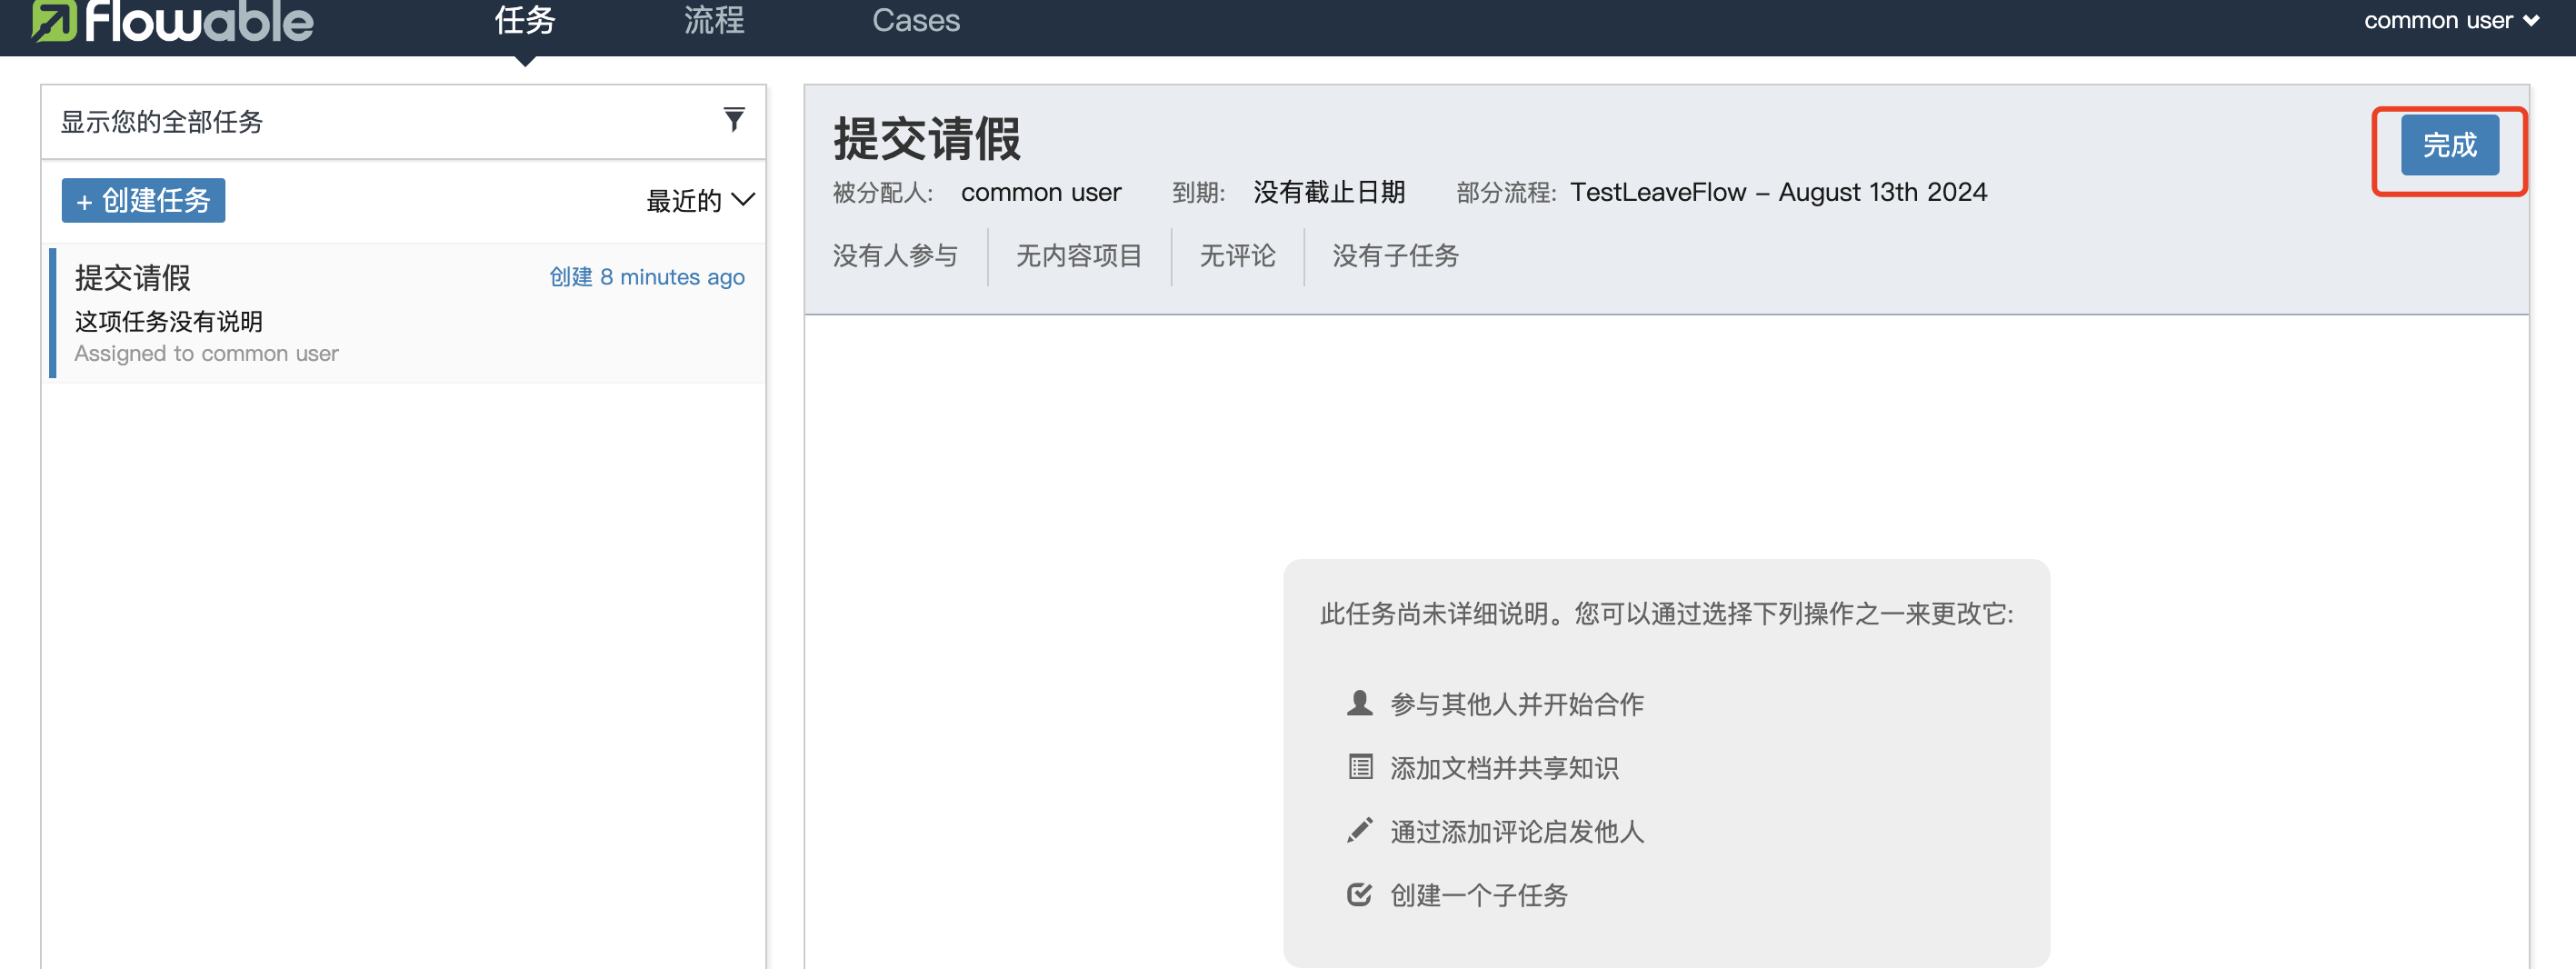 flowable
任务
流程
Cases
common user
显示您的全部任务
+ 创建任务
最近的
提交请假
创建 8 minutes ago
这项任务没有说明
Assigned to common user
提交请假
完成
被分配人: common user 到期: 没有截止日期 部分流程: TestLeaveFlow – August 13th 2024
没有人参与
无内容项目
无评论
没有子任务
此任务尚未详细说明。您可以通过选择下列操作之一来更改它:
参与其他人并开始合作
添加文档并共享知识
通过添加评论启发他人
创建一个子任务